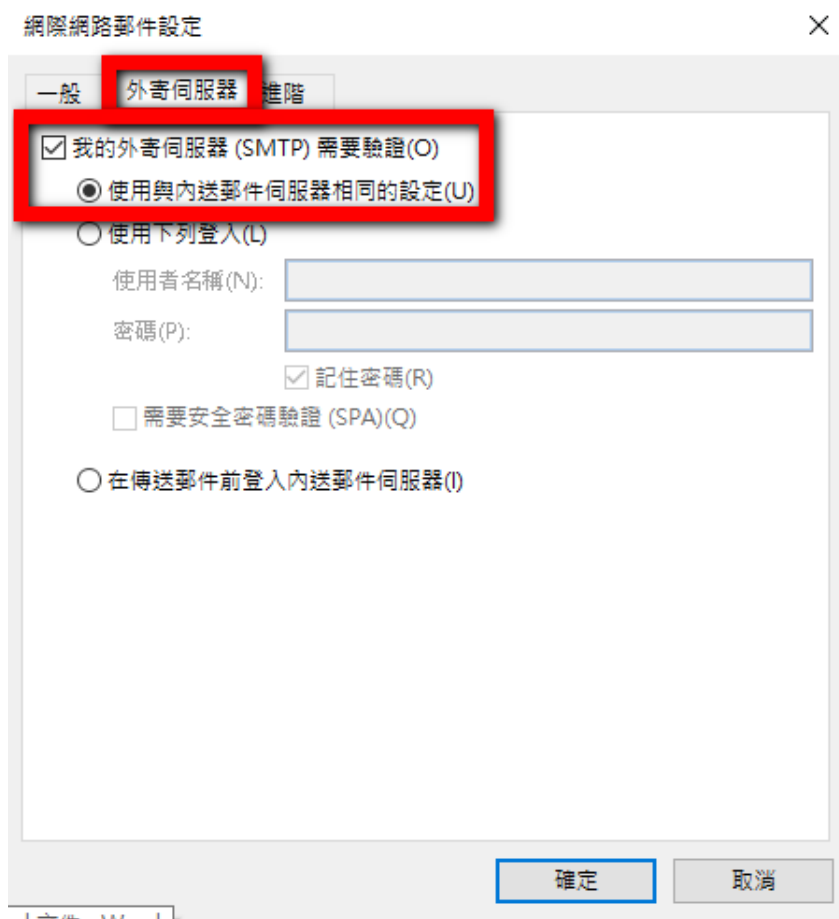 網際網路郵件設定
一般 外寄伺服器 進階
我的外寄伺服器 (SMTP) 需要驗證(O)
使用與內送郵件伺服器相同的設定(U)
使用下列登入(L)
使用者名稱(N):
密碼(P):
記住密碼(R)
需要安全密碼驗證 (SPA)(Q)
在傳送郵件前登入內送郵件伺服器(I)
確定 取消